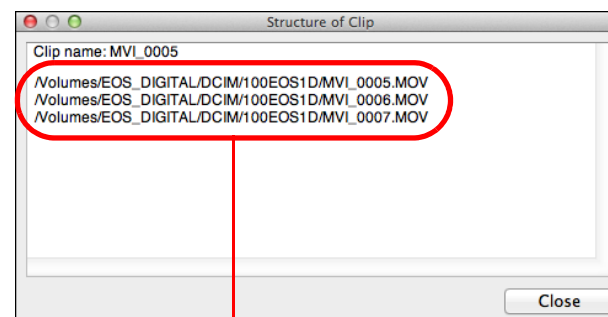 Structure of Clip
Clip name: MVI_0005
/Volumes/EOS_DIGITAL/DCIM/100EOS1D/MVI_0005.MOV
/Volumes/EOS_DIGITAL/DCIM/100EOS1D/MVI_0006.MOV
/Volumes/EOS_DIGITAL/DCIM/100EOS1D/MVI_0007.MOV
Close